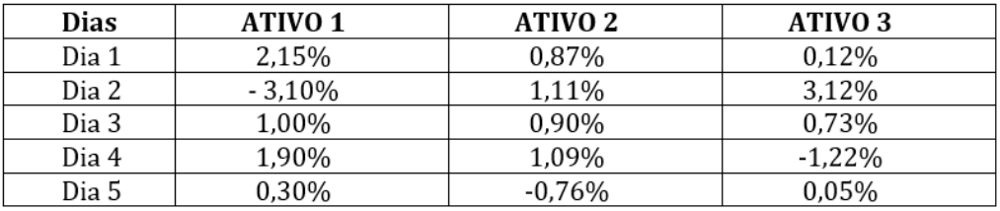 Dias ATIVO 1 ATIVO 2 ATIVO 3
Dia 1 2,15% 0,87% 0,12%
Dia 2 - 3,10% 1,11% 3,12%
Dia 3 1,00% 0,90% 0,73%
Dia 4 1,90% 1,09% -1,22%
Dia 5 0,30% -0,76% 0,05%